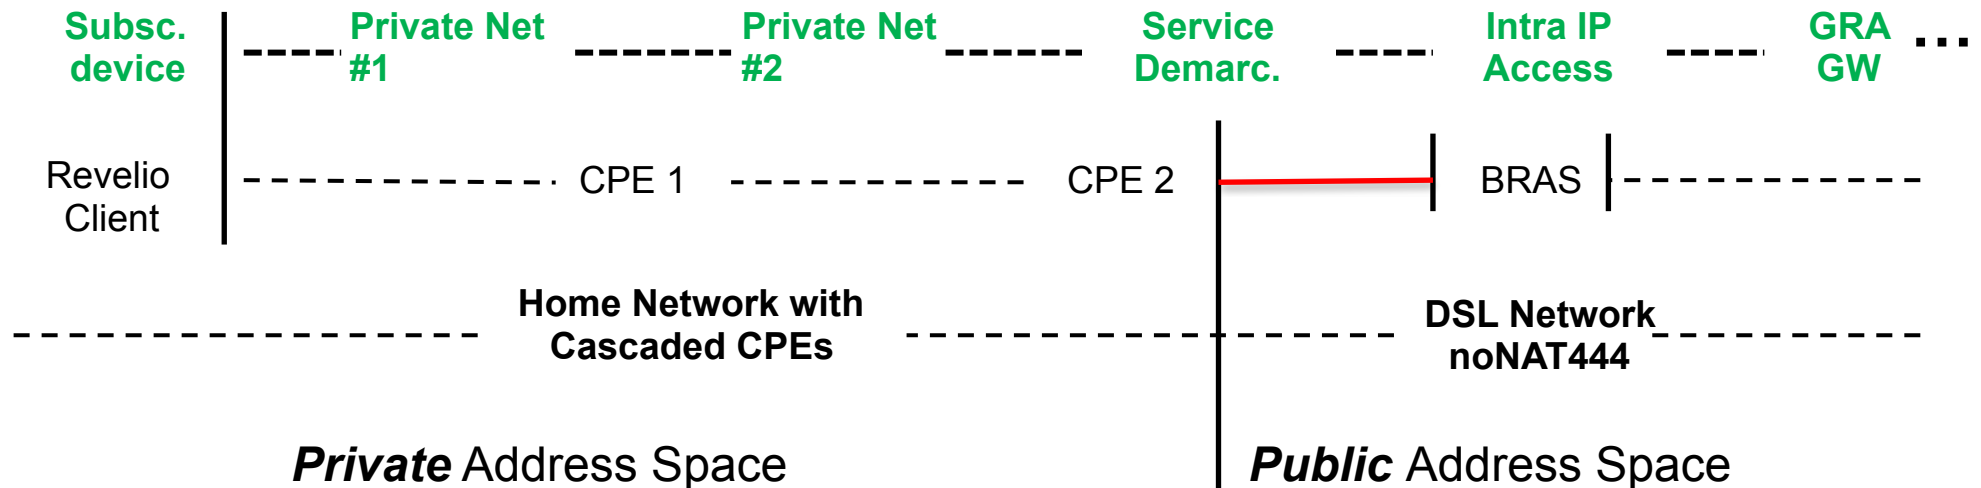 Subsc.
device
Private Net
#1
Private Net
#2
Service
Demarc.
Intra IP
Access
GRA
GW
...
Revelio
Client
CPE 1
CPE 2
BRAS
Home Network with
Cascaded CPEs
DSL Network
noNAT444
Private Address Space
Public Address Space